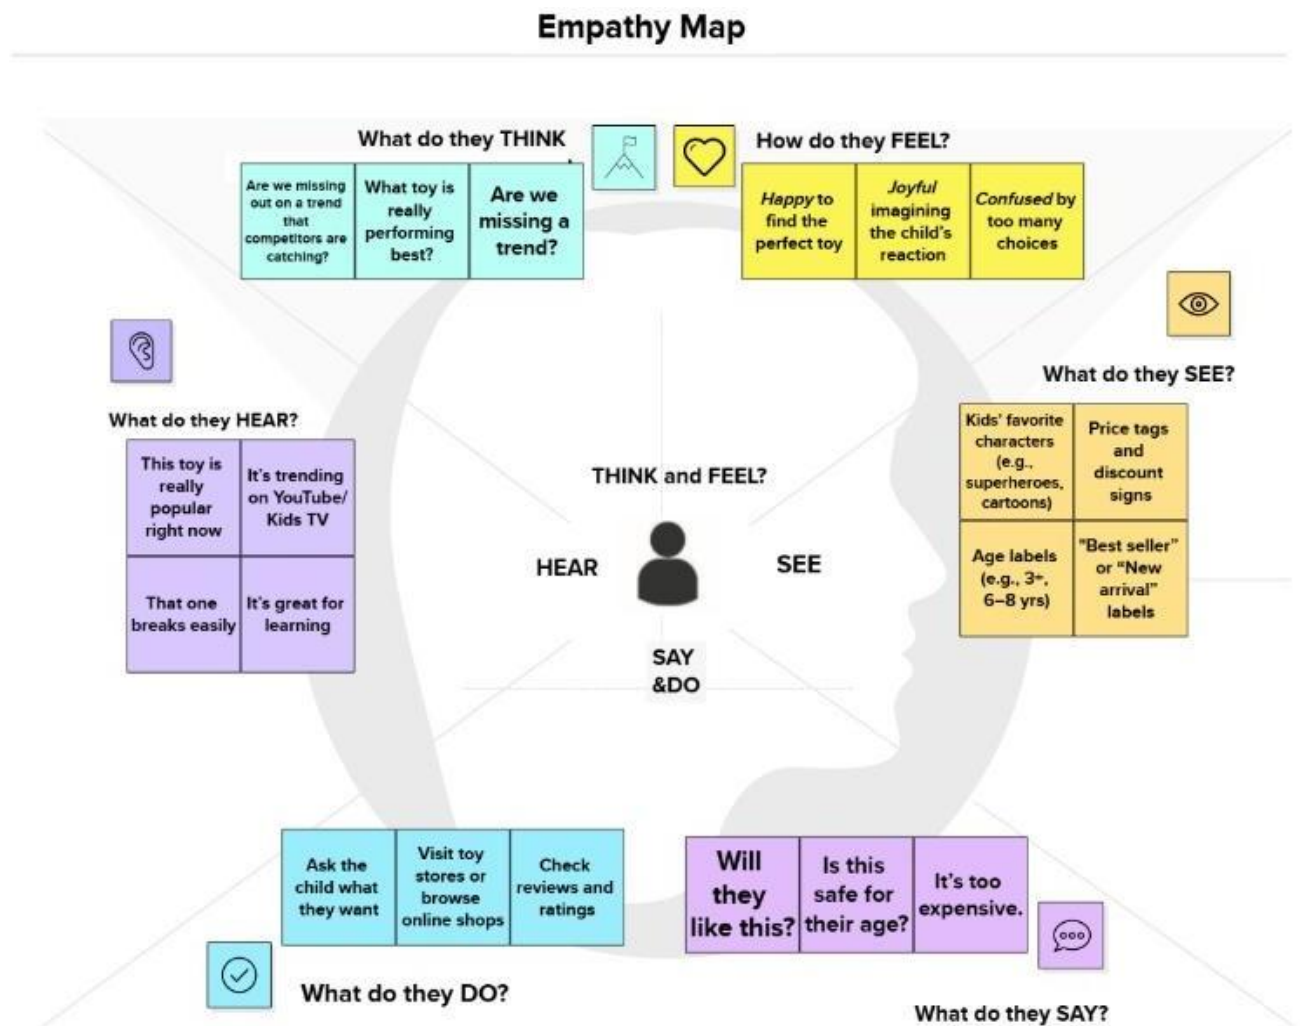 Empathy Map
What do they THINK
Are we missing
out on a trend
that
competitors are
catching?
What toy is
really
performing
best?
Are we
missing a
trend?
How do they FEEL?
Happy to
find the
perfect toy
Joyful
imagining
the child's
reaction
Confused by
too many
choices
What do they HEAR?
This toy is
really
popular
right now
It's trending
on YouTube/
Kids TV
That one
breaks easily
It's great for
learning
What do they SEE?
Kids' favorite
characters
(e.g.,
superheroes,
cartoons)
Price tags
and
discount
signs
Age labels
(e.g., 3+,
6–8 yrs)
"Best seller"
or "New
arrival"
labels
THINK and FEEL?
HEAR
SEE
SAY
&DO
Ask the
child what
they want
Visit toy
stores or
browse
online shops
Check
reviews and
ratings
What do they DO?
Will
they
like this?
Is this
safe for
their age?
It's too
expensive.
What do they SAY?